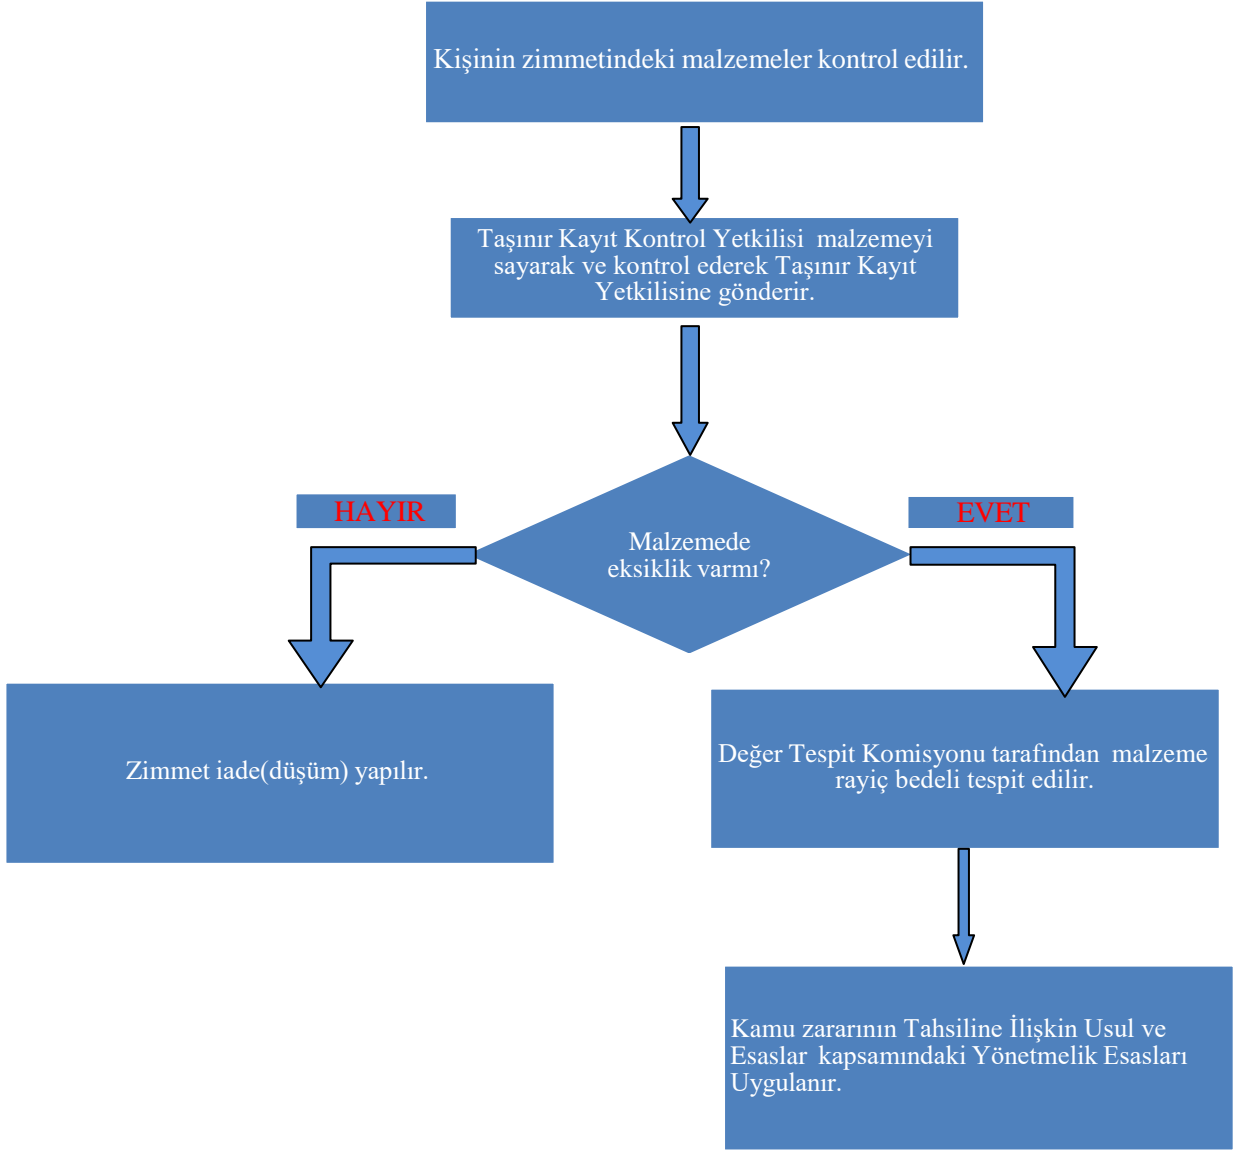 Kişinin zimmetindeki malzemeler kontrol edilir.
Taşınır Kayıt Kontrol Yetkilisi  malzemeyi
sayarak ve kontrol ederek Taşınır Kayıt
Yetkilisine gönderir.
HAYIR
EVET
Malzemede
eksiklik varmı?
Zimmet iade(düşüm) yapılır.
Değer Tespit Komisyonu tarafından  malzeme
rayiç bedeli tespit edilir.
Kamu zararının Tahsiline İlişkin Usul ve
Esaslar  kapsamındaki Yönetmelik Esasları
Uygulanır.